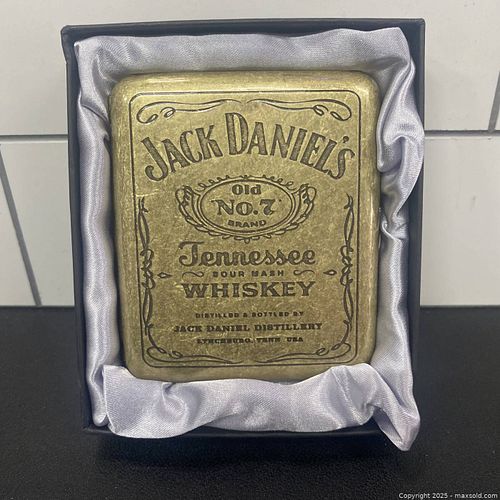 JACK DANIEL'S
Old
No. 7
BRAND
Tennessee
SOUR MASH
WHISKEY
DISTILLED & BOTTLED BY
JACK DANIEL DISTILLERY
LYNCHBURG, TENN USA
Copyright © 2025 - maxsold.com